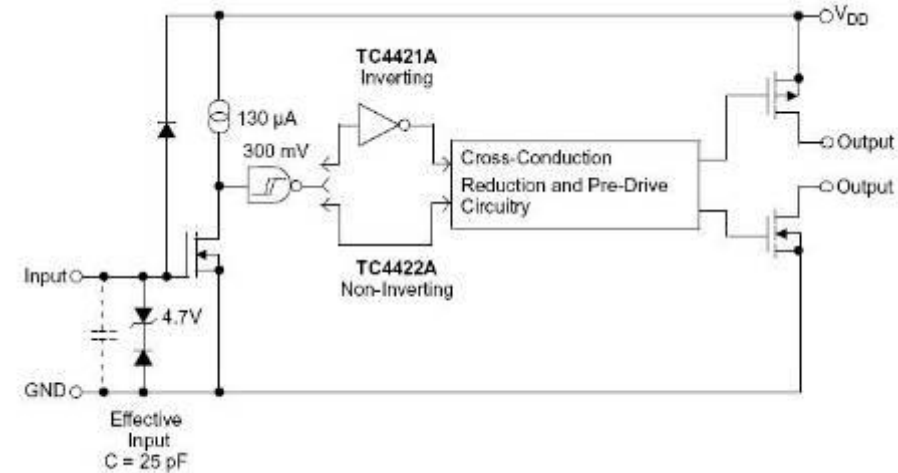 VDD
TC4421A
Inverting
130 µA
300 mV
Output
Cross-Conduction
Reduction and Pre-Drive
Circuitry
Output
TC4422A
Non-Inverting
Input
4.7V
GND
Effective
Input
C = 25 pF